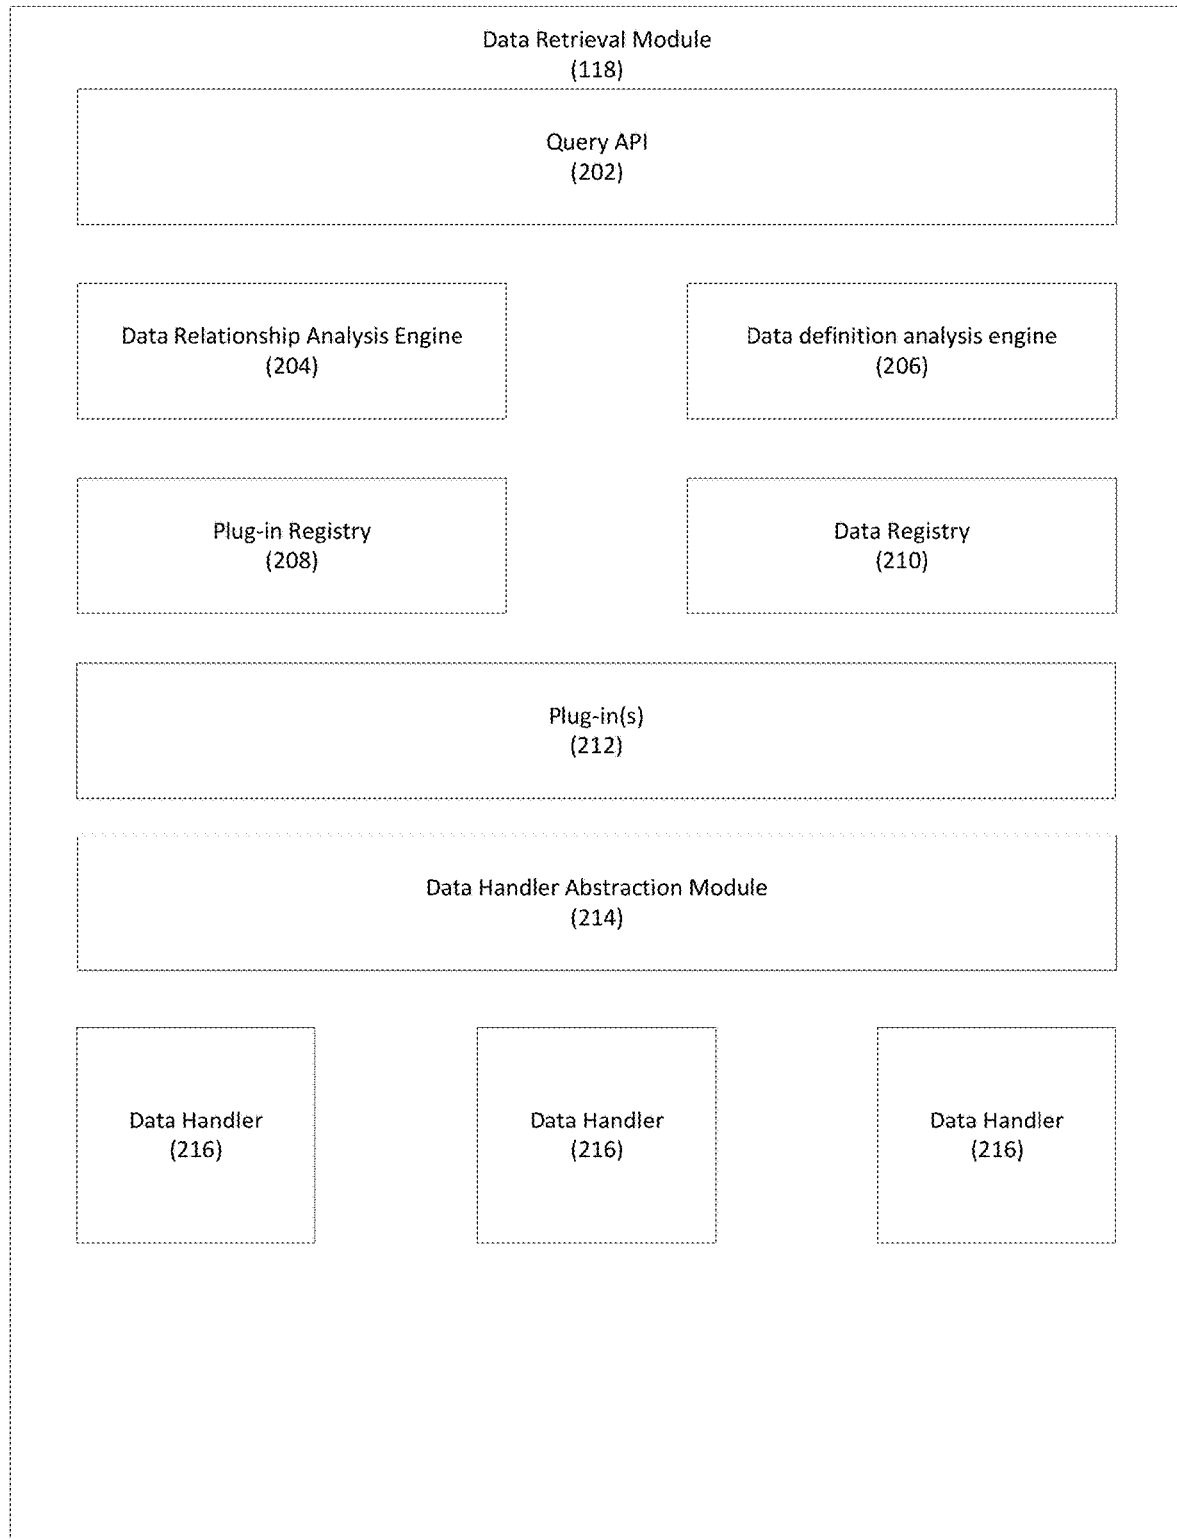 Data Retrieval Module
(118)
Query API
(202)
Data Relationship Analysis Engine
(204)
Data definition analysis engine
(206)
Plug-in Registry
(208)
Data Registry
(210)
Plug-in(s)
(212)
Data Handler Abstraction Module
(214)
Data Handler
(216)
Data Handler
(216)
Data Handler
(216)